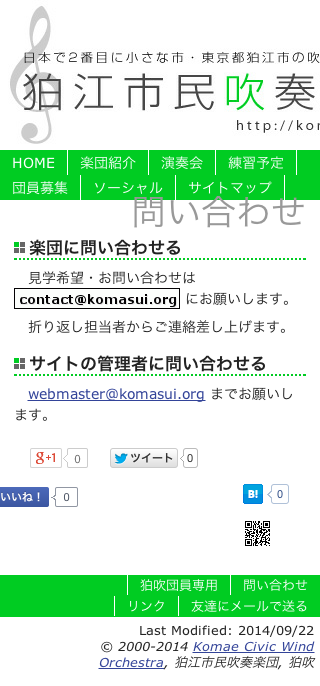 日本で２番目に小さな市・東京都狛江市の吹
狛江市民吹奏
http://kor
HOME 楽団紹介 演奏会 練習予定
団員募集 ソーシャル サイトマップ
問い合わせ
楽団に問い合わせる
見学希望・お問い合わせは
contact@komasui.org にお願いします。
折り返し担当者からご連絡差し上げます。
サイトの管理者に問い合わせる
webmaster@komasui.org までお願いし
ます。
g+1 0 ツイート 0
いいね！ 0 B! 0
狛吹団員専用 問い合わせ
リンク 友達にメールで送る
Last Modified: 2014/09/22
© 2000-2014 Komae Civic Wind
Orchestra, 狛江市民吹奏楽団, 狛吹